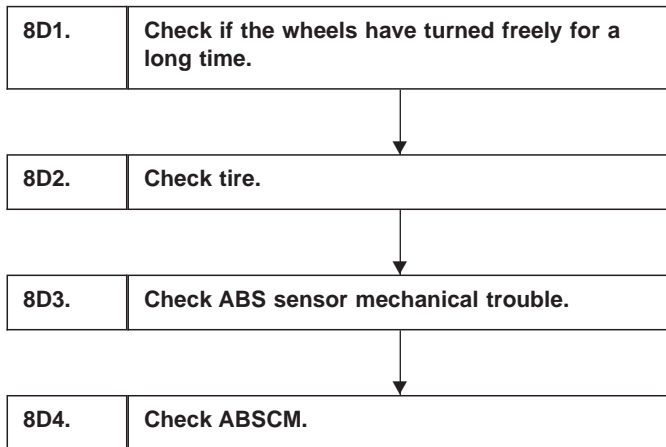 8D1. Check if the wheels have turned freely for a
long time.
8D2. Check tire.
8D3. Check ABS sensor mechanical trouble.
8D4. Check ABSCM.